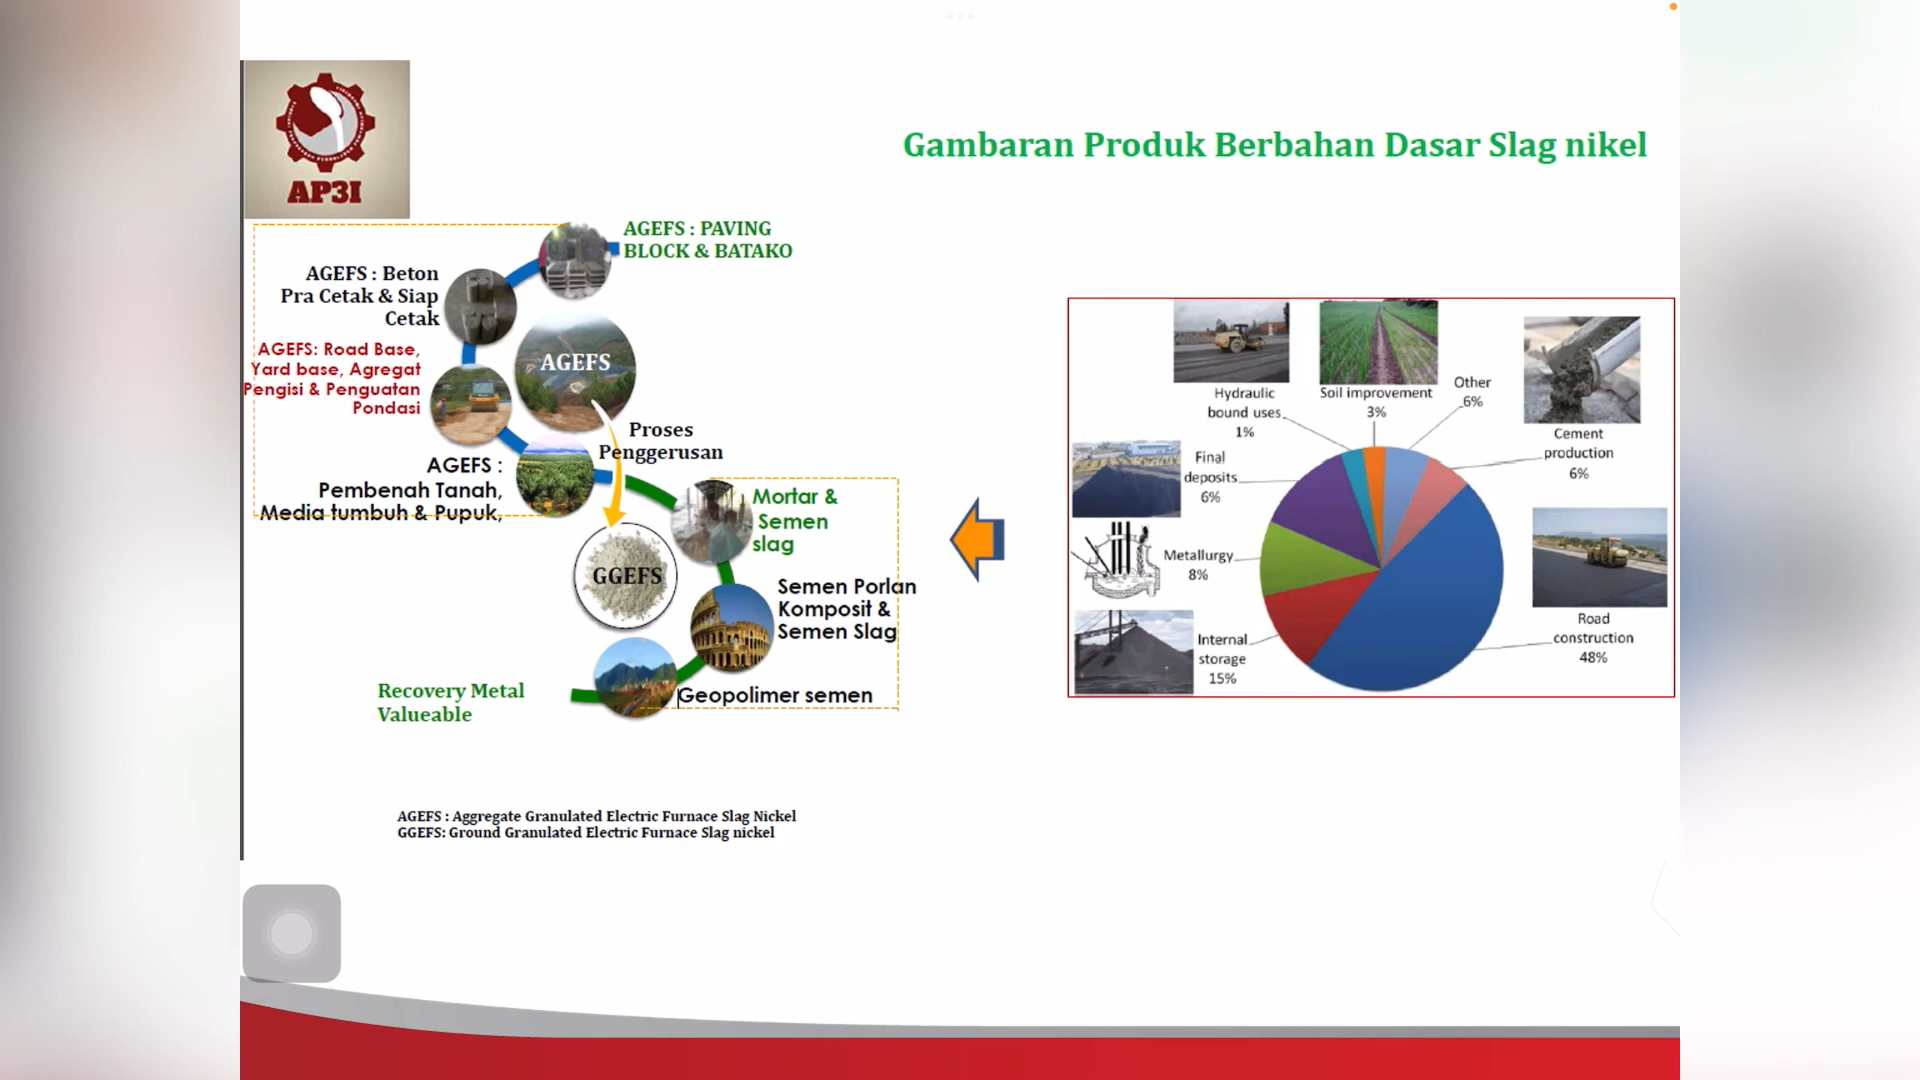 AP3I
Gambaran Produk Berbahan Dasar Slag nikel
AGEFS : PAVING
BLOCK & BATAKO
AGEFS : Beton
Pra Cetak & Siap
Cetak
AGEFS: Road Base,
Yard base, Agregat
Pengisi & Penguatan
Pondasi
AGEFS :
Pembenah Tanah,
Media tumbuh & Pupuk,
AGEFS
Proses
Penggerusan
GGEFS
Mortar &
Semen
slag
Semen Porlan
Komposit &
Semen Slag
Geopolimer semen
Recovery Metal
Valueable
AGEFS : Aggregate Granulated Electric Furnace Slag Nickel
GGEFS: Ground Granulated Electric Furnace Slag nickel
Hydraulic
bound uses
1%
Soil improvement
3%
Other
6%
Cement
production
6%
Final
deposits
6%
Metallurgy
8%
Internal
storage
15%
Road
construction
48%